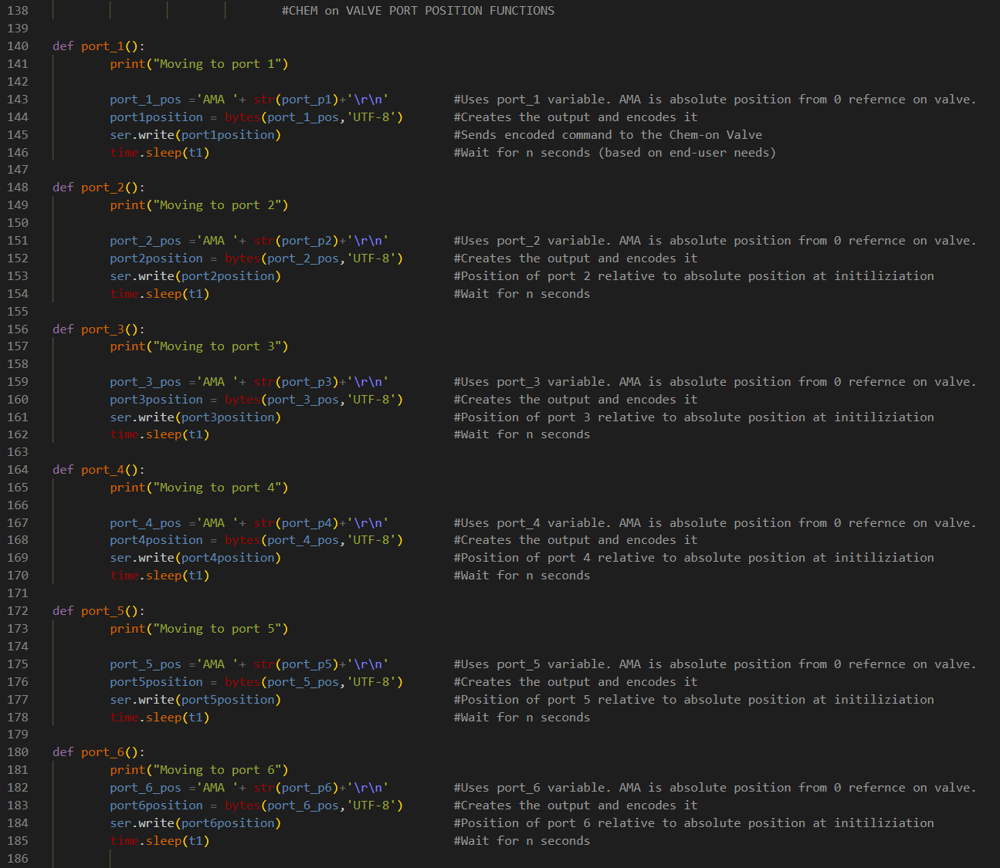 138 #CHEM on VALVE PORT POSITION FUNCTIONS
139
140 def port_1():
141 print("Moving to port 1")
142
143 port_1_pos ='AMA '+ str(port_p1)+'\r\n' #Uses port_1 variable. AMA is absolute position from 0 refernce on valve.
144 port1position = bytes(port_1_pos,'UTF-8') #Creates the output and encodes it
145 ser.write(port1position) #Sends encoded command to the Chem-on Valve
146 time.sleep(t1) #Wait for n seconds (based on end-user needs)
147
148 def port_2():
149 print("Moving to port 2")
150
151 port_2_pos ='AMA '+ str(port_p2)+'\r\n' #Uses port_2 variable. AMA is absolute position from 0 refernce on valve.
152 port2position = bytes(port_2_pos,'UTF-8') #Creates the output and encodes it
153 ser.write(port2position) #Position of port 2 relative to absolute position at initiliziation
154 time.sleep(t1) #Wait for n seconds
155
156 def port_3():
157 print("Moving to port 3")
158
159 port_3_pos ='AMA '+ str(port_p3)+'\r\n' #Uses port_3 variable. AMA is absolute position from 0 refernce on valve.
160 port3position = bytes(port_3_pos,'UTF-8') #Creates the output and encodes it
161 ser.write(port3position) #Position of port 3 relative to absolute position at initiliziation
162 time.sleep(t1) #Wait for n seconds
163
164 def port_4():
165 print("Moving to port 4")
166
167 port_4_pos ='AMA '+ str(port_p4)+'\r\n' #Uses port_4 variable. AMA is absolute position from 0 refernce on valve.
168 port4position = bytes(port_4_pos,'UTF-8') #Creates the output and encodes it
169 ser.write(port4position) #Position of port 4 relative to absolute position at initiliziation
170 time.sleep(t1) #Wait for n seconds
171
172 def port_5():
173 print("Moving to port 5")
174
175 port_5_pos ='AMA '+ str(port_p5)+'\r\n' #Uses port_5 variable. AMA is absolute position from 0 refernce on valve.
176 port5position = bytes(port_5_pos,'UTF-8') #Creates the output and encodes it
177 ser.write(port5position) #Position of port 5 relative to absolute position at initiliziation
178 time.sleep(t1) #Wait for n seconds
179
180 def port_6():
181 print("Moving to port 6")
182 port_6_pos ='AMA '+ str(port_p6)+'\r\n' #Uses port_6 variable. AMA is absolute position from 0 refernce on valve.
183 port6position = bytes(port_6_pos,'UTF-8') #Creates the output and encodes it
184 ser.write(port6position) #Position of port 6 relative to absolute position at initiliziation
185 time.sleep(t1) #Wait for n seconds
186